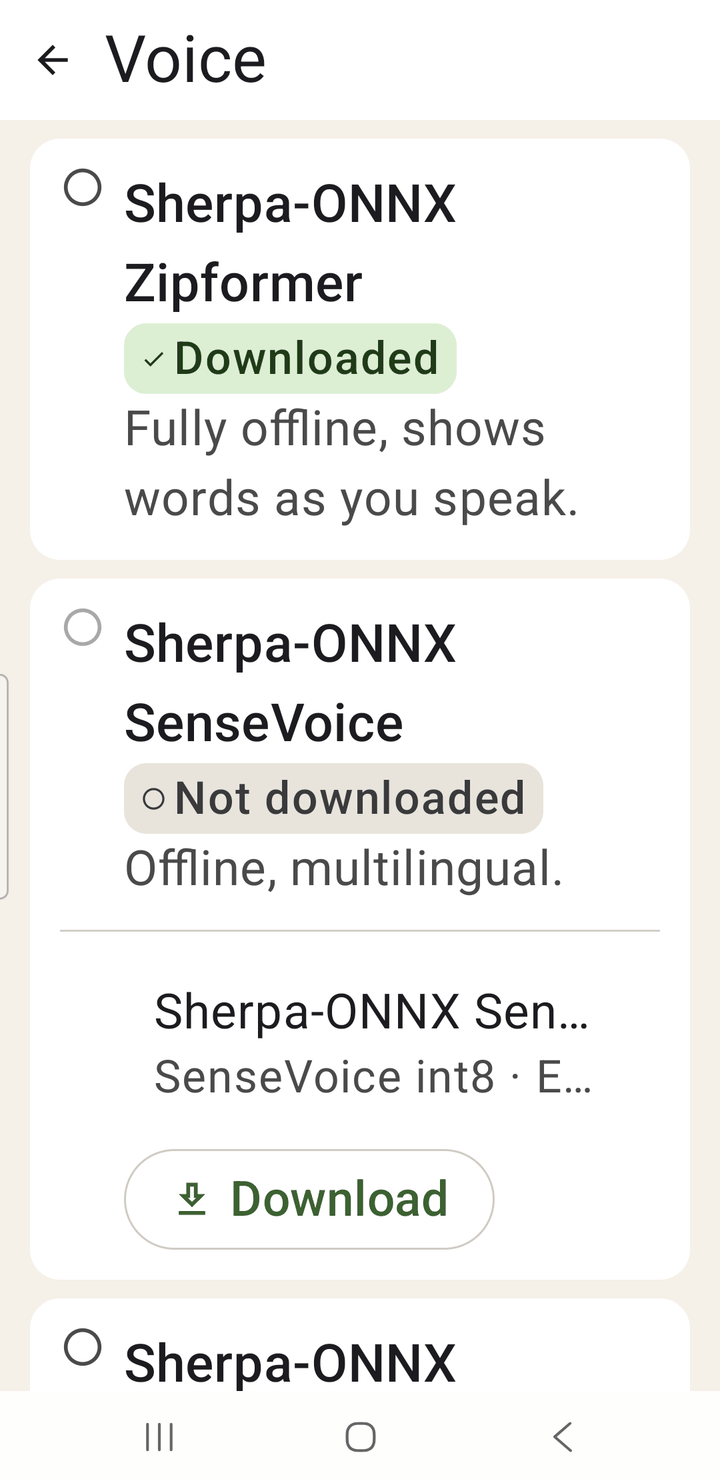 Voice
Sherpa-ONNX
Zipformer
Downloaded
Fully offline, shows
words as you speak.
Sherpa-ONNX
SenseVoice
Not downloaded
Offline, multilingual.
Sherpa-ONNX Sen...
SenseVoice int8 · E...
Download
Sherpa-ONNX